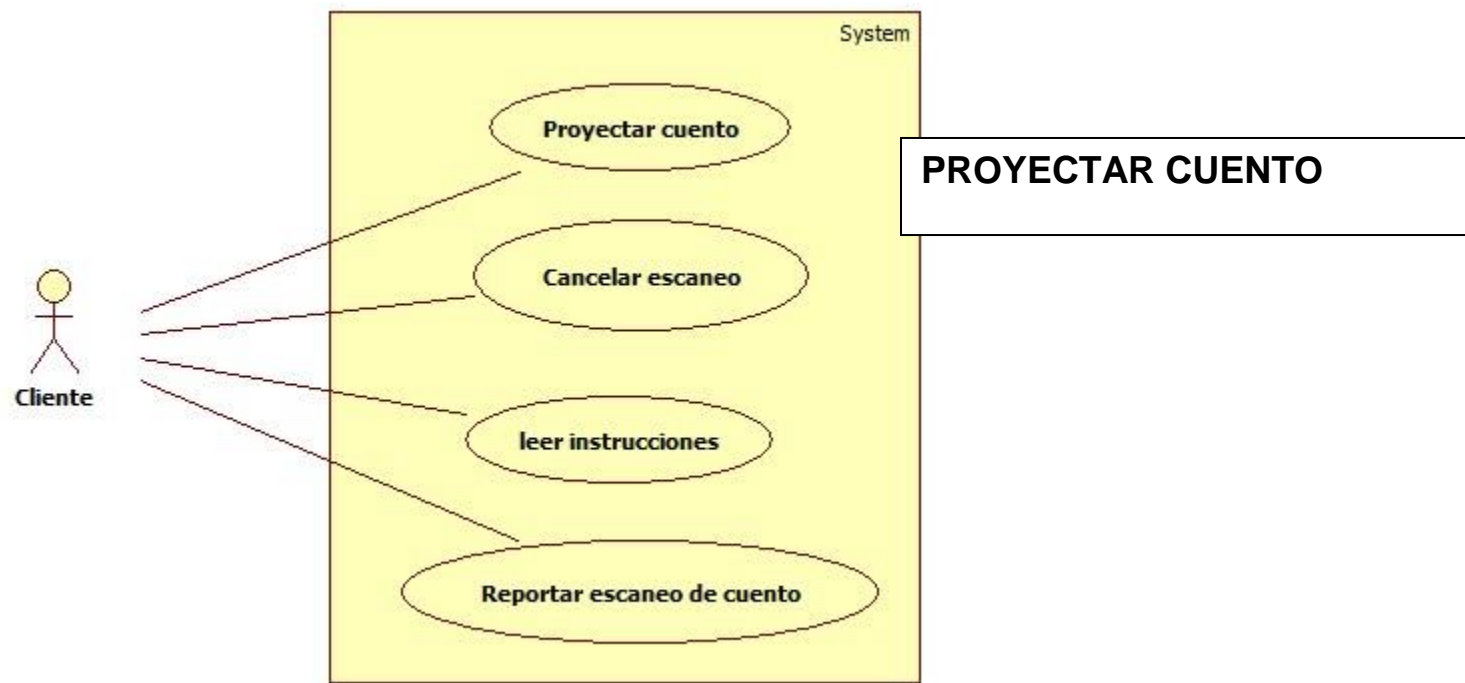 System
Proyectar cuento
PROYECTAR CUENTO
Cancelar escaneo
Cliente
leer instrucciones
Reportar escaneo de cuento